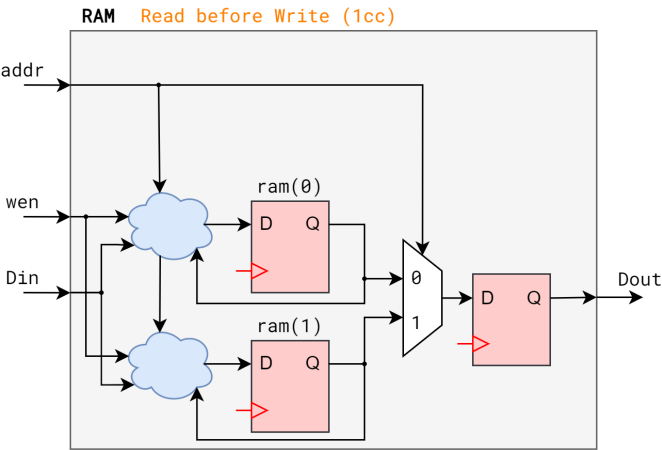 RAM Read before Write (1cc)
addr
ram(0)
wen
D Q
0
Din
Dout
D Q
ram(1)
1
D Q